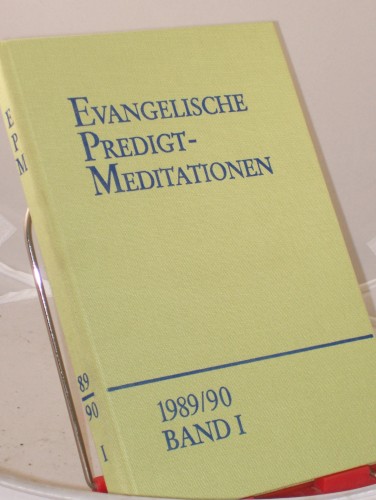 EVANGELISCHE
PREDIGT-
MEDITATIONEN
1989/90
BAND I
E
P
M
89
90
I